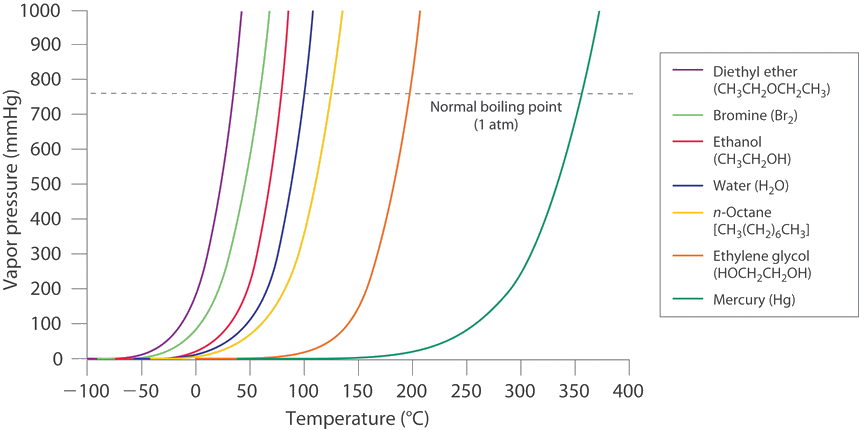 1000
900
800
700
600
500
400
300
200
100
0
Vapor pressure (mmHg)
−100 −50 0 50 100 150 200 250 300 350 400
Temperature (°C)
Normal boiling point
(1 atm)
Diethyl ether
(CH₃CH₂OCH₂CH₃)
Bromine (Br₂)
Ethanol
(CH₃CH₂OH)
Water (H₂O)
n-Octane
[CH₃(CH₂)₆CH₃]
Ethylene glycol
(HOCH₂CH₂OH)
Mercury (Hg)